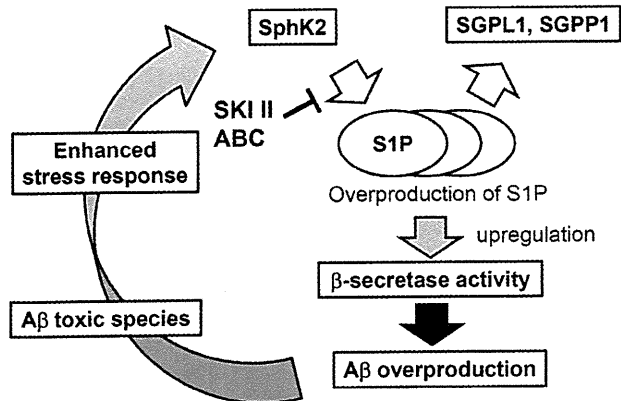 SphK2
SGPL1, SGPP1
SKI II
ABC
S1P
Enhanced
stress response
Overproduction of S1P
upregulation
β-secretase activity
Aβ toxic species
Aβ overproduction